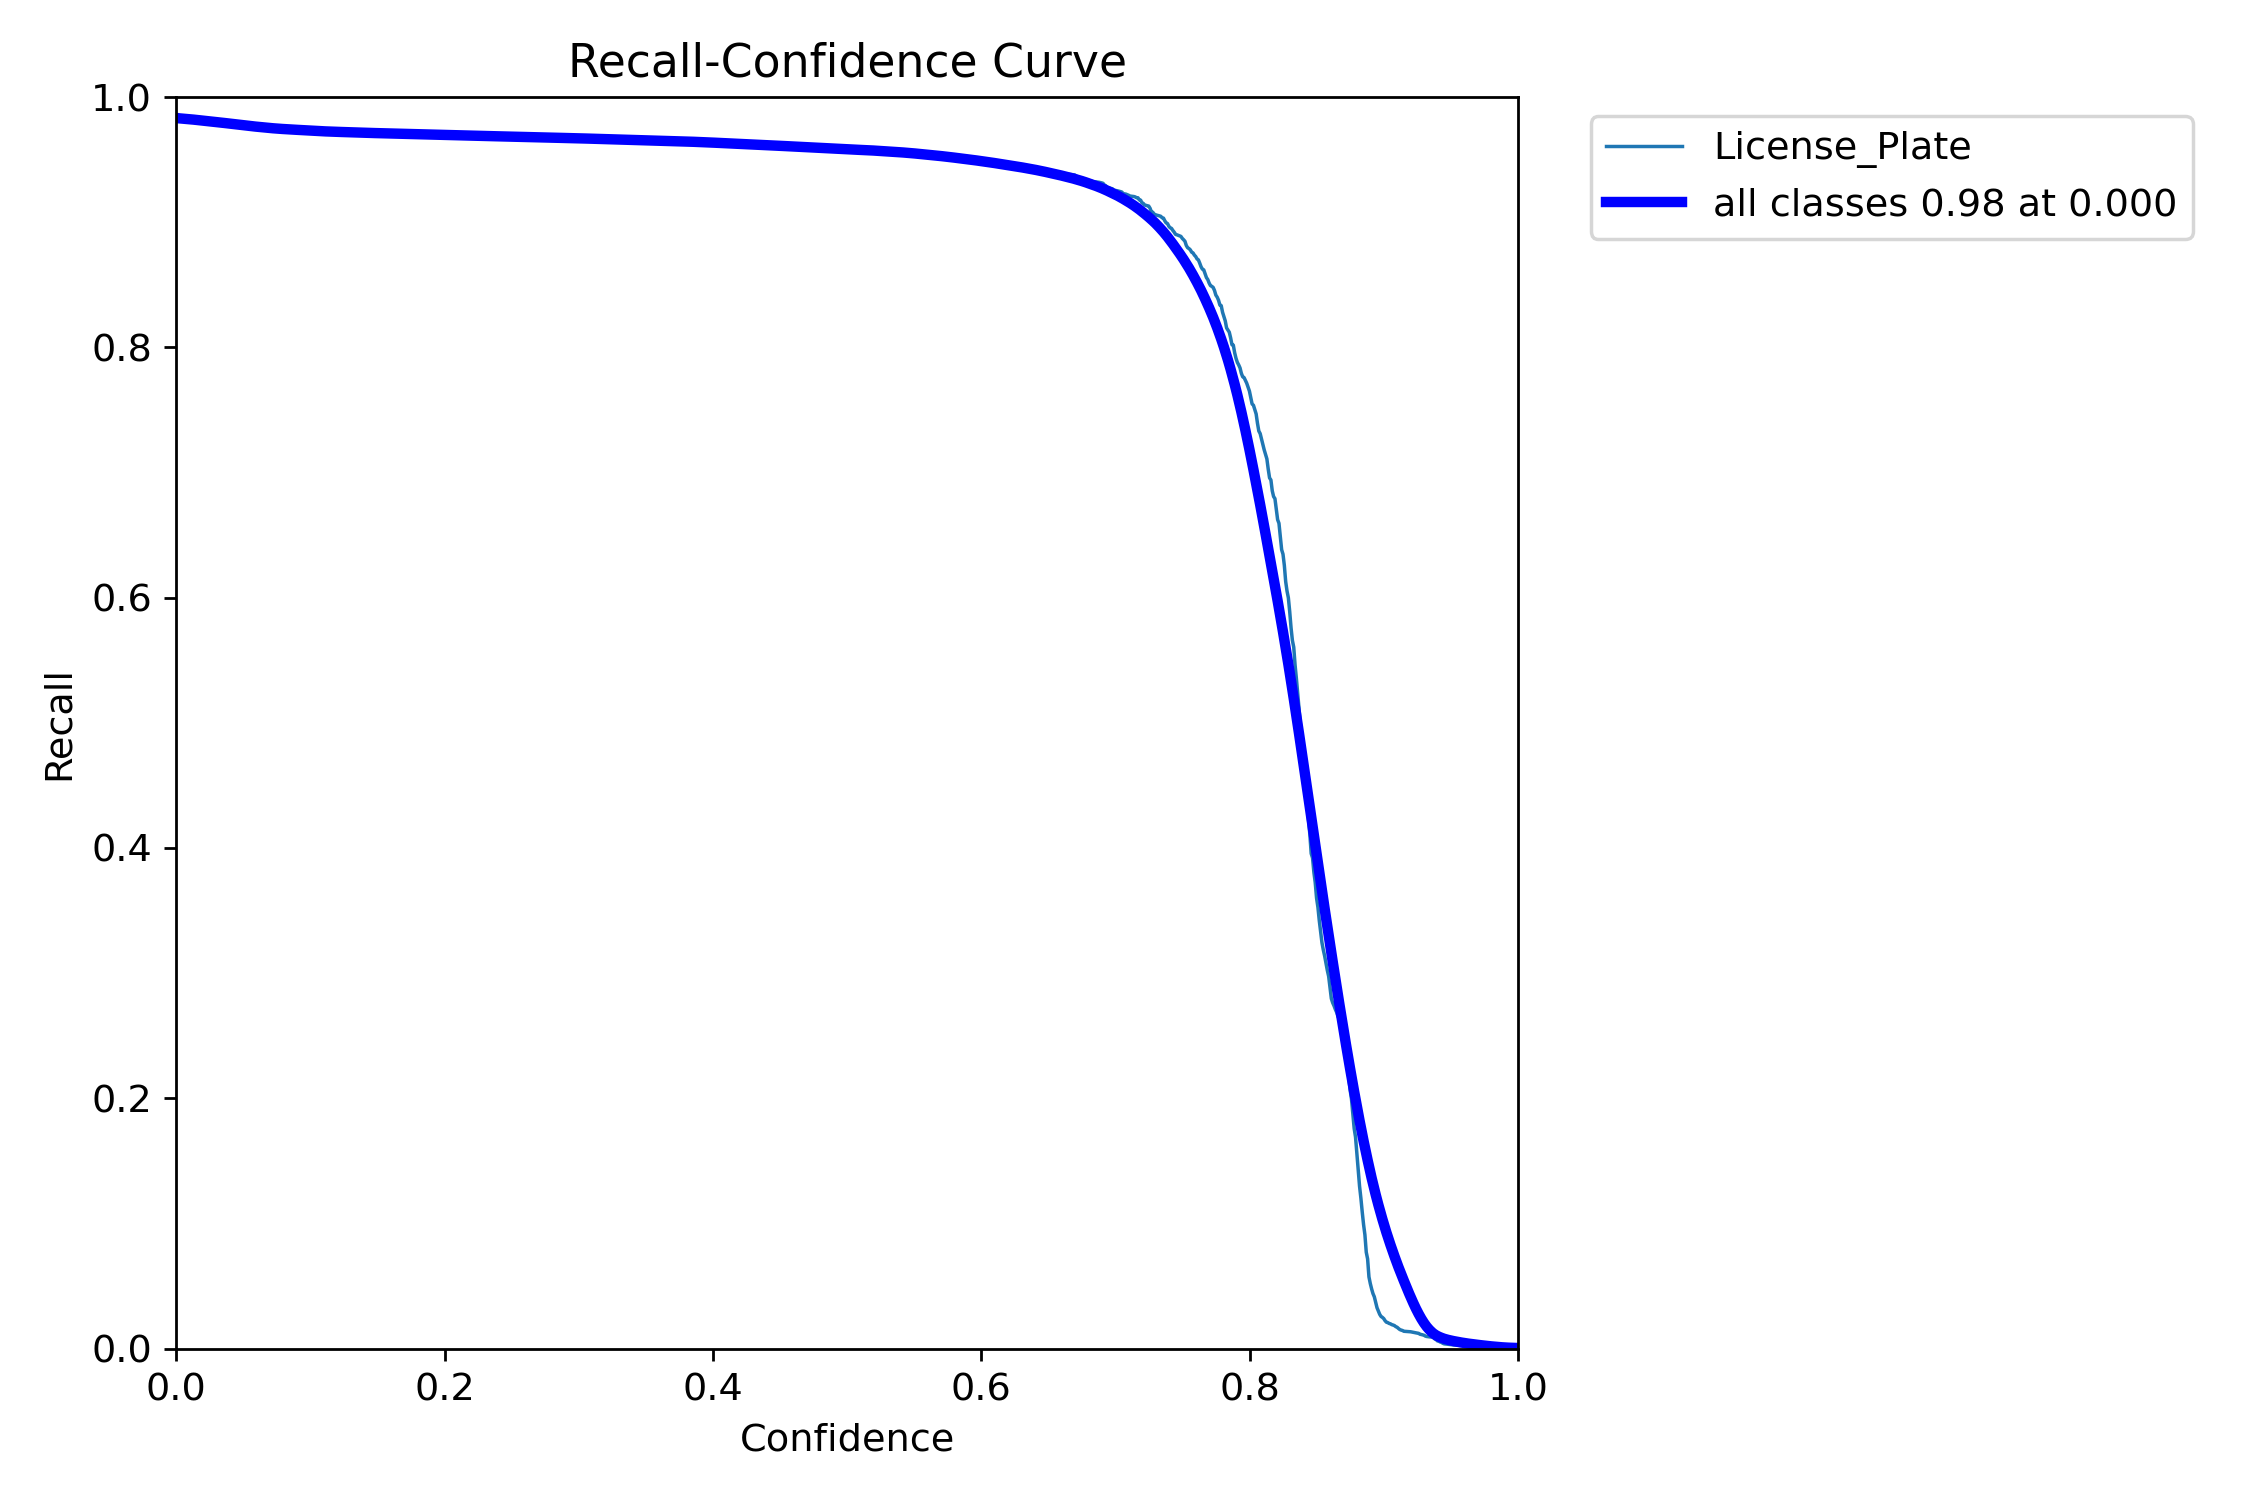 Recall-Confidence Curve
1.0
0.8
0.6
0.4
0.2
0.0
Recall
0.0 0.2 0.4 0.6 0.8 1.0
Confidence
License_Plate
all classes 0.98 at 0.000